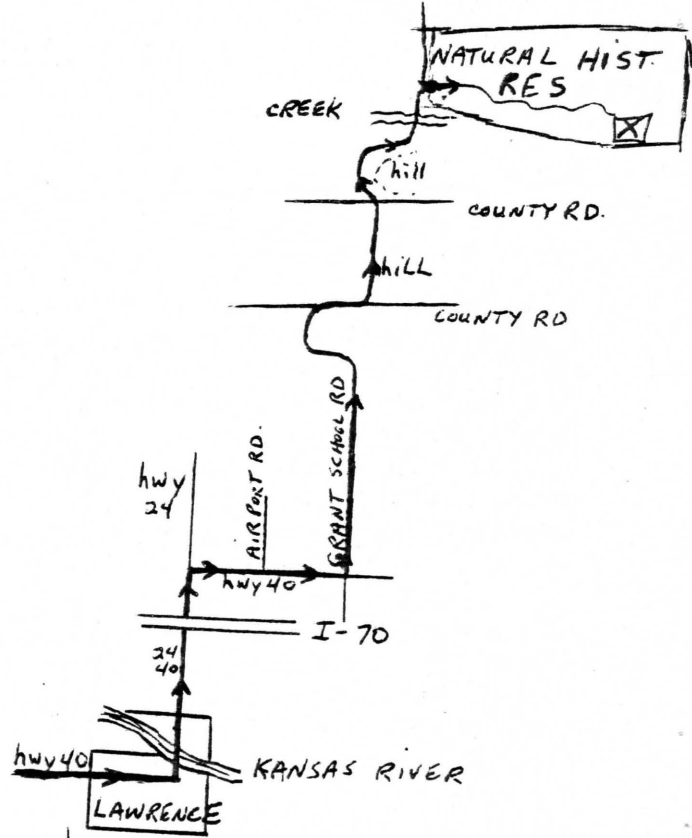 NATURAL HIST.
RES
CREEK
hill
COUNTY RD.
hiLL
COUNTY RD
GRANT SCHOOL RD
AIRPORT RD.
hwy
24
hwy 40
I-70
24
40
hwy 40
KANSAS RIVER
LAWRENCE